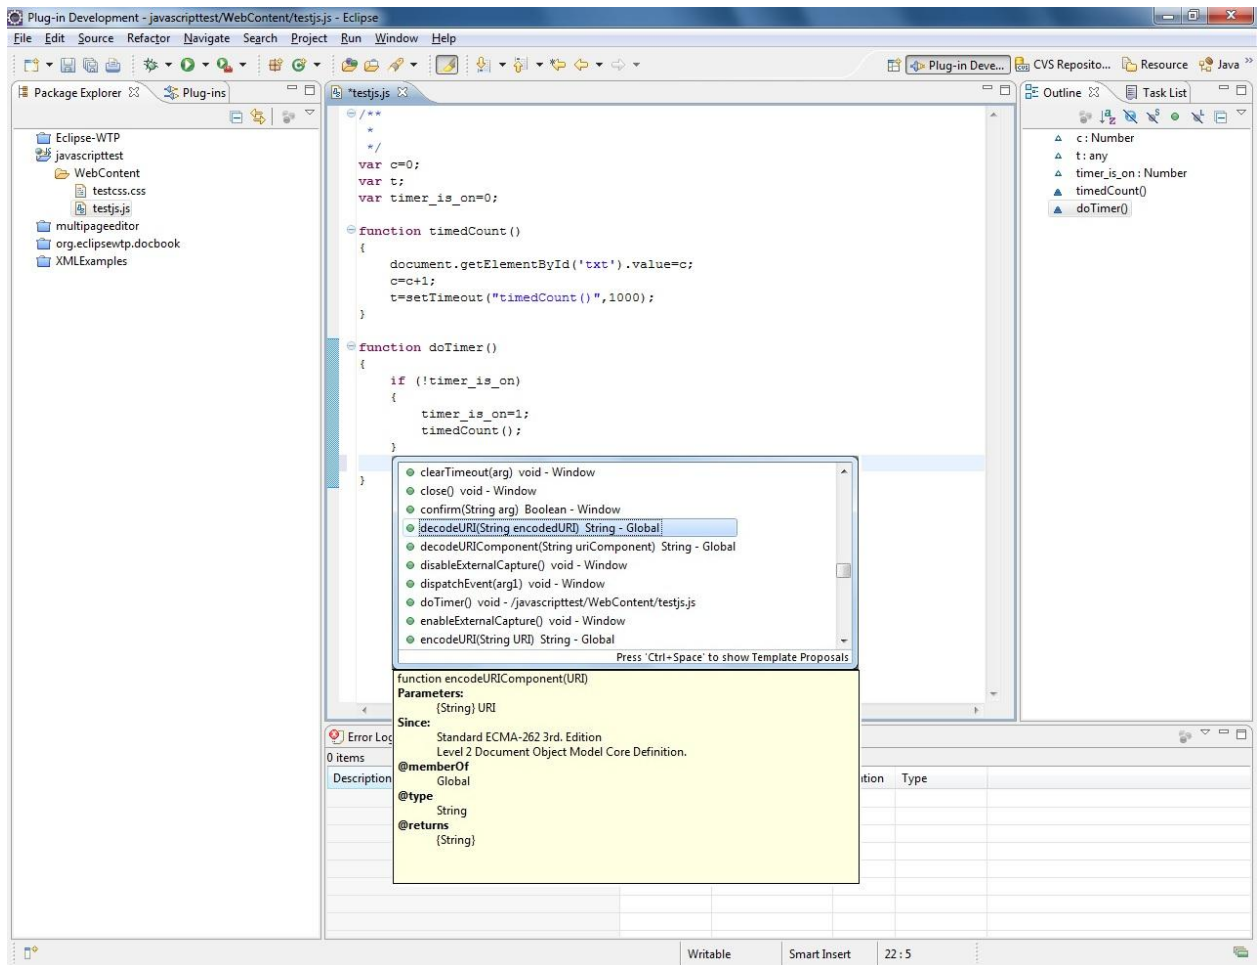 Plug-in Development - javascripttest/WebContent/testjs.js - Eclipse
File Edit Source Refactor Navigate Search Project Run Window Help
Plug-in Deve... CVS Reposito... Resource Java
Package Explorer Plug-ins
Eclipse-WTP
javascripttest
WebContent
testcss.css
testjs.js
multipageeditor
org.eclipsewtp.docbook
XMLExamples
*testjs.js
/**
*
*/
var c=0;
var t;
var timer_is_on=0;
function timedCount()
{
document.getElementById('txt').value=c;
c=c+1;
t=setTimeout("timedCount()",1000);
}
function doTimer()
{
if (!timer_is_on)
{
timer_is_on=1;
timedCount();
}
}
clearTimeout(arg) void - Window
close() void - Window
confirm(String arg) Boolean - Window
decodeURI(String encodedURI) String - Global
decodeURIComponent(String uriComponent) String - Global
disableExternalCapture() void - Window
dispatchEvent(arg1) void - Window
doTimer() void - /javascripttest/WebContent/testjs.js
enableExternalCapture() void - Window
encodeURI(String URI) String - Global
Press 'Ctrl+Space' to show Template Proposals
function encodeURIComponent(URI)
Parameters:
{String} URI
Since:
Standard ECMA-262 3rd. Edition
Level 2 Document Object Model Core Definition.
@memberOf
Global
@type
String
@returns
{String}
Outline Task List
c : Number
t : any
timer_is_on : Number
timedCount()
doTimer()
Error Log
0 items
Description Type
Writable Smart Insert 22 : 5